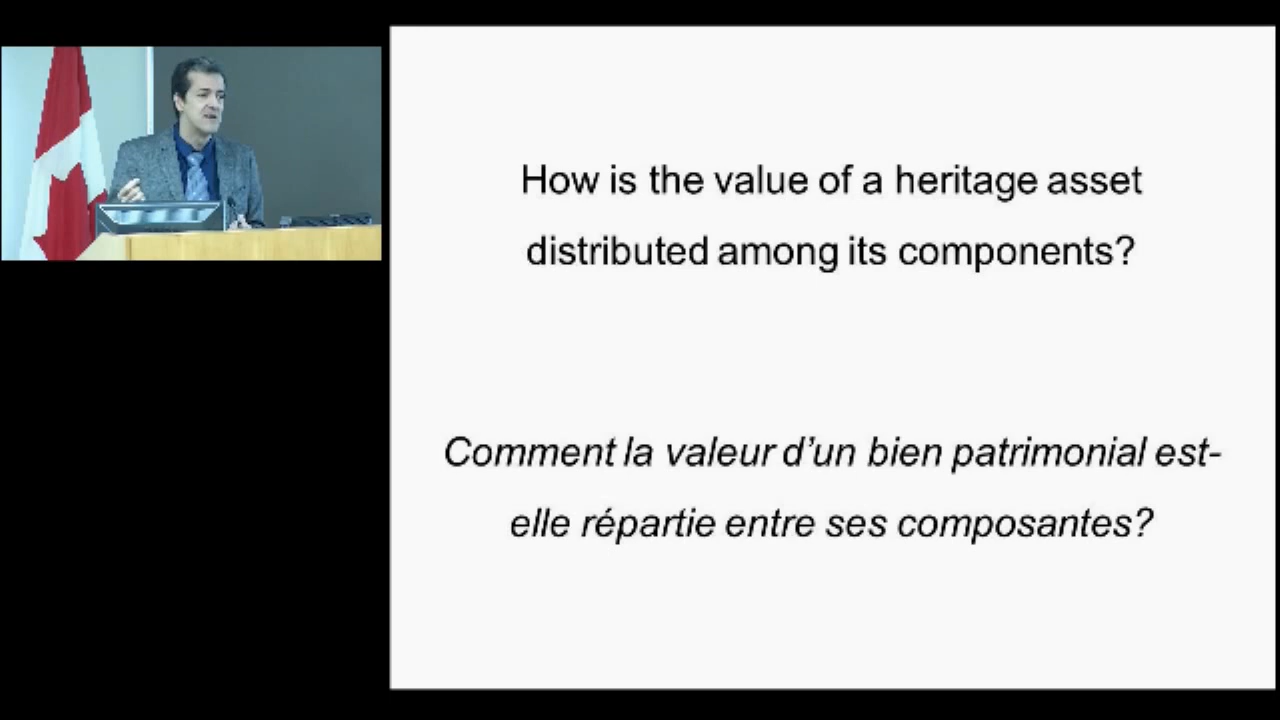 How is the value of a heritage asset
distributed among its components?
Comment la valeur d’un bien patrimonial est-
elle répartie entre ses composantes?